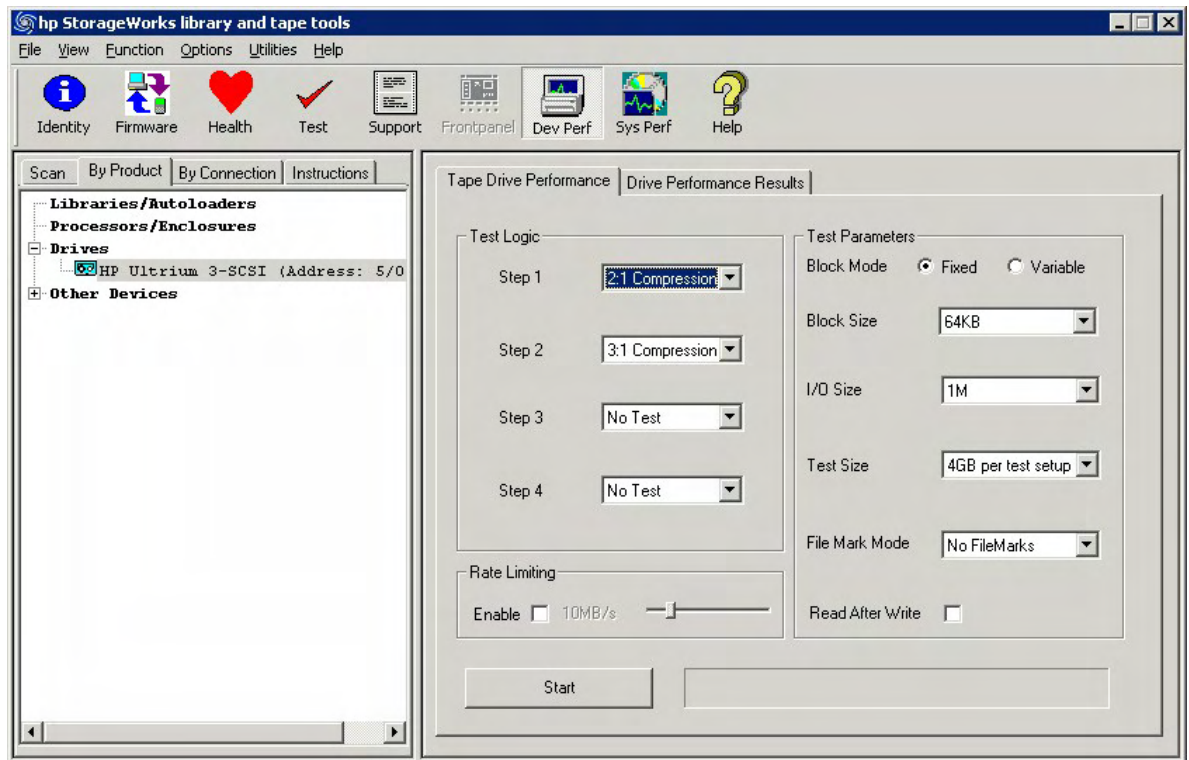 hp StorageWorks library and tape tools
File View Function Options Utilities Help
Identity Firmware Health Test Support Frontpanel Dev Perf Sys Perf Help
Scan By Product By Connection Instructions
Libraries/Autoloaders
Processors/Enclosures
Drives
HP Ultrium 3-SCSI (Address: 5/0
Other Devices
Tape Drive Performance Drive Performance Results
Test Logic
Step 1 2:1 Compression
Step 2 3:1 Compression
Step 3 No Test
Step 4 No Test
Rate Limiting
Enable 10MB/s
Test Parameters
Block Mode Fixed Variable
Block Size 64KB
I/O Size 1M
Test Size 4GB per test setup
File Mark Mode No FileMarks
Read After Write
Start